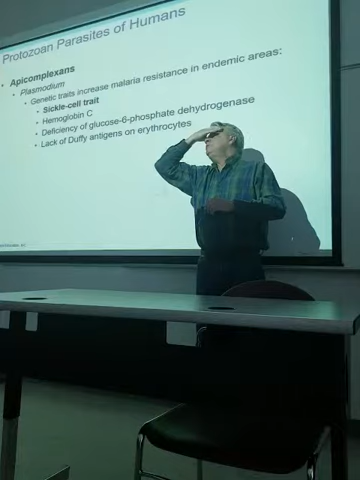 Protozoan Parasites of Humans
• Apicomplexans
• Plasmodium
• Genetic traits increase malaria resistance in endemic areas:
• Sickle-cell trait
• Hemoglobin C
• Deficiency of glucose-6-phosphate dehydrogenase
• Lack of Duffy antigens on erythrocytes